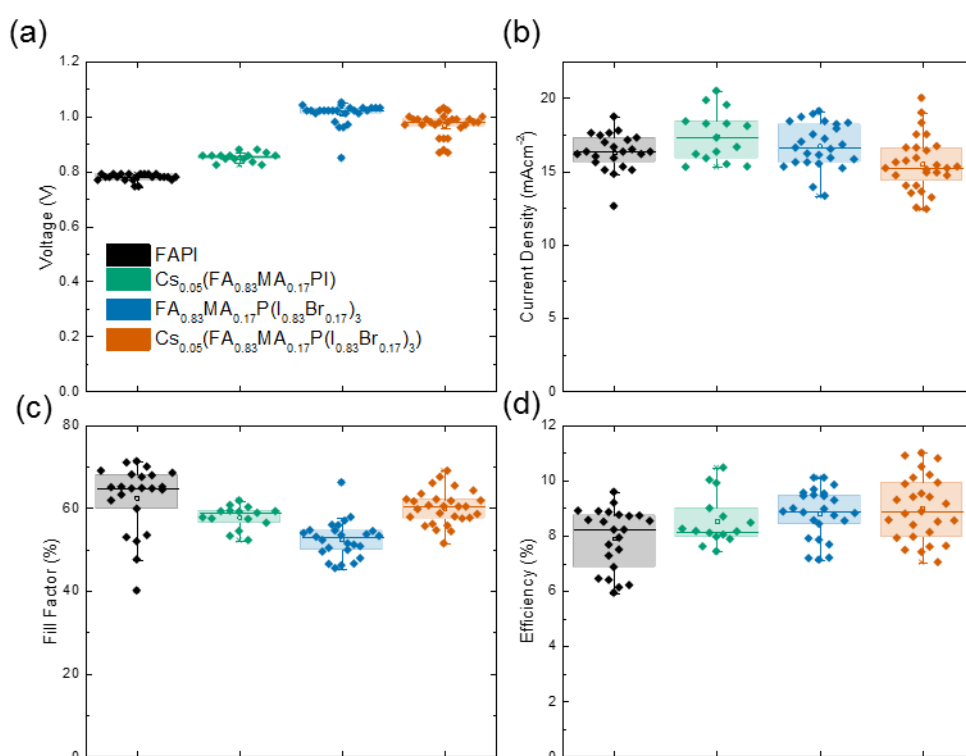 (a)
1.2
1.0
0.8
0.6
0.4
0.2
0.0
Voltage (V)
FAPI
Cs0.05(FA0.83MA0.17PI)
FA0.83MA0.17P(I0.83Br0.17)3
Cs0.05(FA0.83MA0.17P(I0.83Br0.17)3)
(b)
20
15
10
5
0
Current Density (mAcm-2)
(c)
80
60
40
20
0
Fill Factor (%)
(d)
12
10
8
6
4
2
0
Efficiency (%)